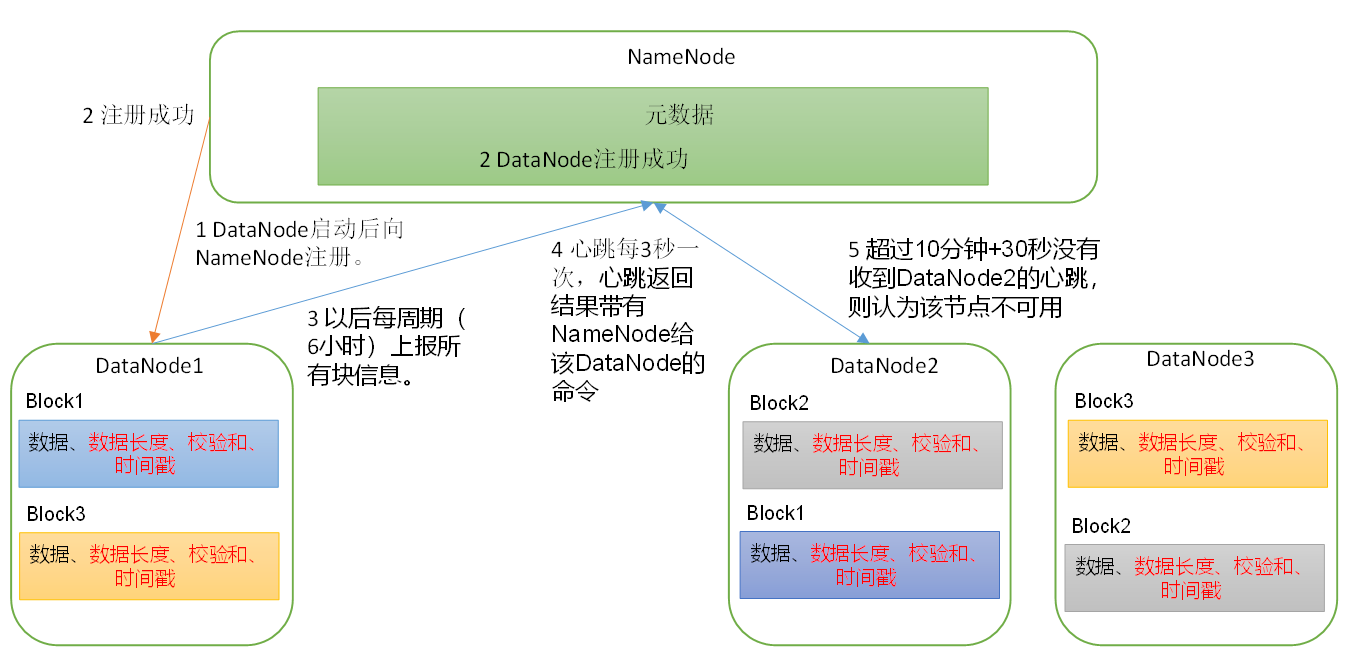 NameNode
元数据
2 DataNode注册成功
2 注册成功
1 DataNode启动后向
NameNode注册。
3 以后每周期（
6小时）上报所
有块信息。
4 心跳每3秒一
次，心跳返回
结果带有
NameNode给
该DataNode的
命令
5 超过10分钟+30秒没有
收到DataNode2的心跳，
则认为该节点不可用
DataNode1
Block1
数据、数据长度、校验和、
时间戳
Block3
数据、数据长度、校验和、
时间戳
DataNode2
Block2
数据、数据长度、校验和、
时间戳
Block1
数据、数据长度、校验和、
时间戳
DataNode3
Block3
数据、数据长度、校验和、
时间戳
Block2
数据、数据长度、校验和、
时间戳